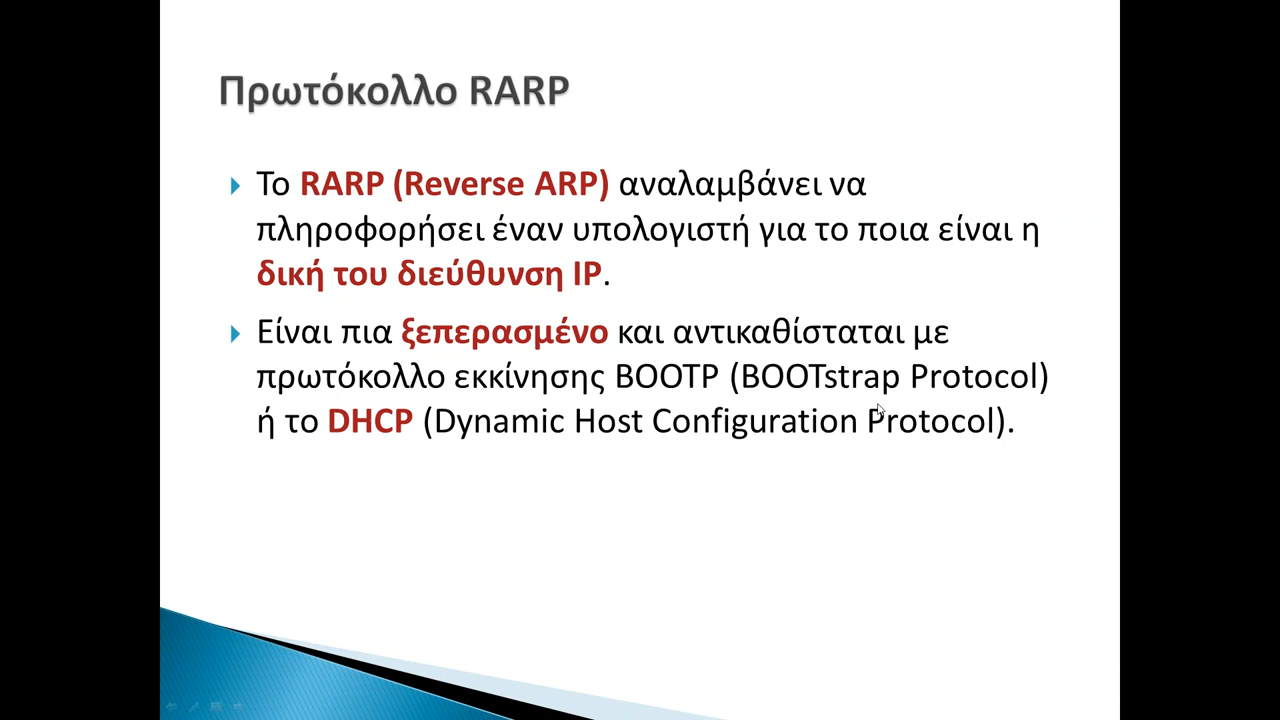 Πρωτόκολλο RARP
Το RARP (Reverse ARP) αναλαμβάνει να
πληροφορήσει έναν υπολογιστή για το ποια είναι η
δική του διεύθυνση IP.
Είναι πια ξεπερασμένο και αντικαθίσταται με
πρωτόκολλο εκκίνησης BOOTP (BOOTstrap Protocol)
ή το DHCP (Dynamic Host Configuration Protocol).